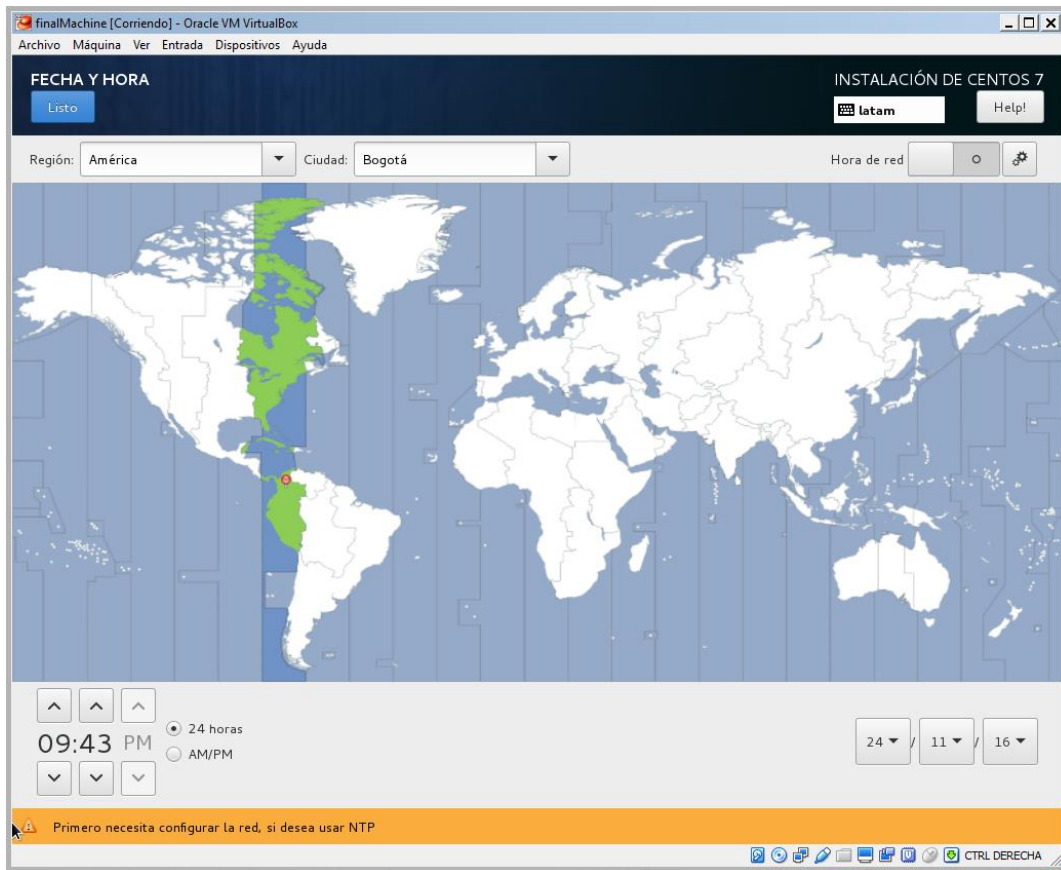 finalMachine [Corriendo] - Oracle VM VirtualBox
Archivo Máquina Ver Entrada Dispositivos Ayuda
FECHA Y HORA
INSTALACIÓN DE CENTOS 7
Listo
latam
Help!
Región: América Ciudad: Bogotá Hora de red
24 horas
09:43 PM
AM/PM
24 / 11 / 16
Primero necesita configurar la red, si desea usar NTP
CTRL DERECHA